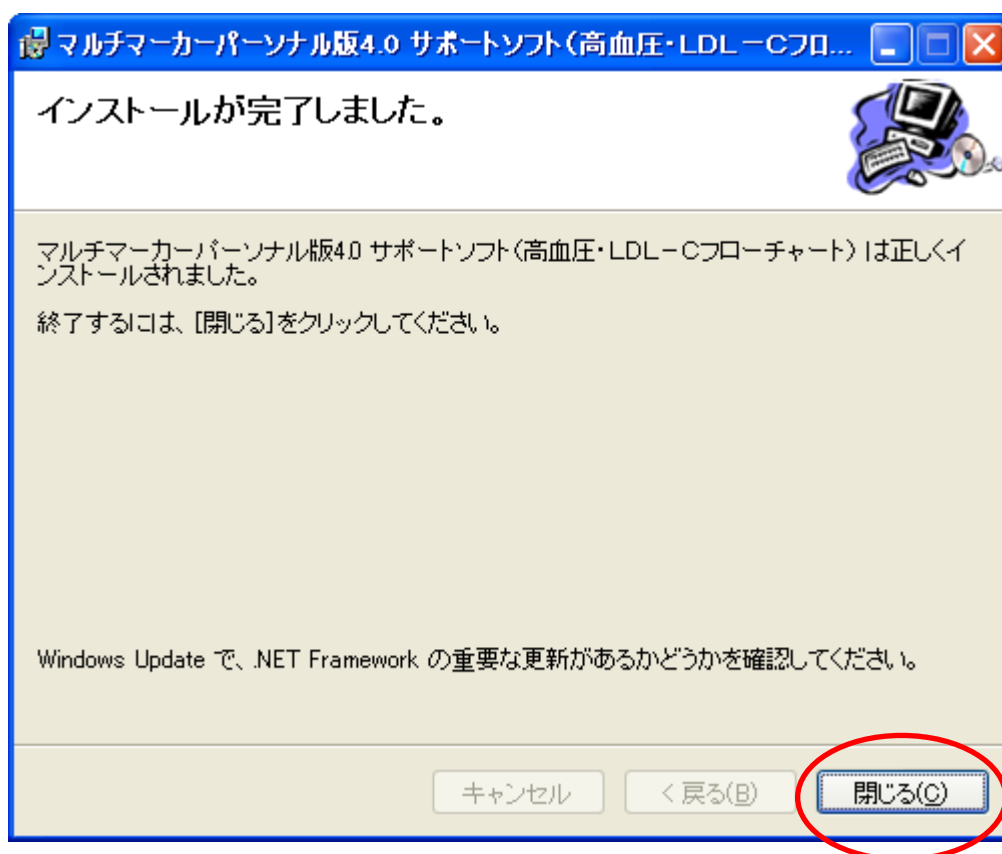 マルチマーカーパーソナル版4.0 サポートソフト(高血圧・LDL－Cフロ...
インストールが完了しました。
マルチマーカーパーソナル版4.0 サポートソフト(高血圧・LDL－Cフローチャート) は正しくイ
ンストールされました。
終了するには、[閉じる]をクリックしてください。
Windows Update で、.NET Framework の重要な更新があるかどうかを確認してください。
キャンセル
< 戻る(B)
閉じる(C)